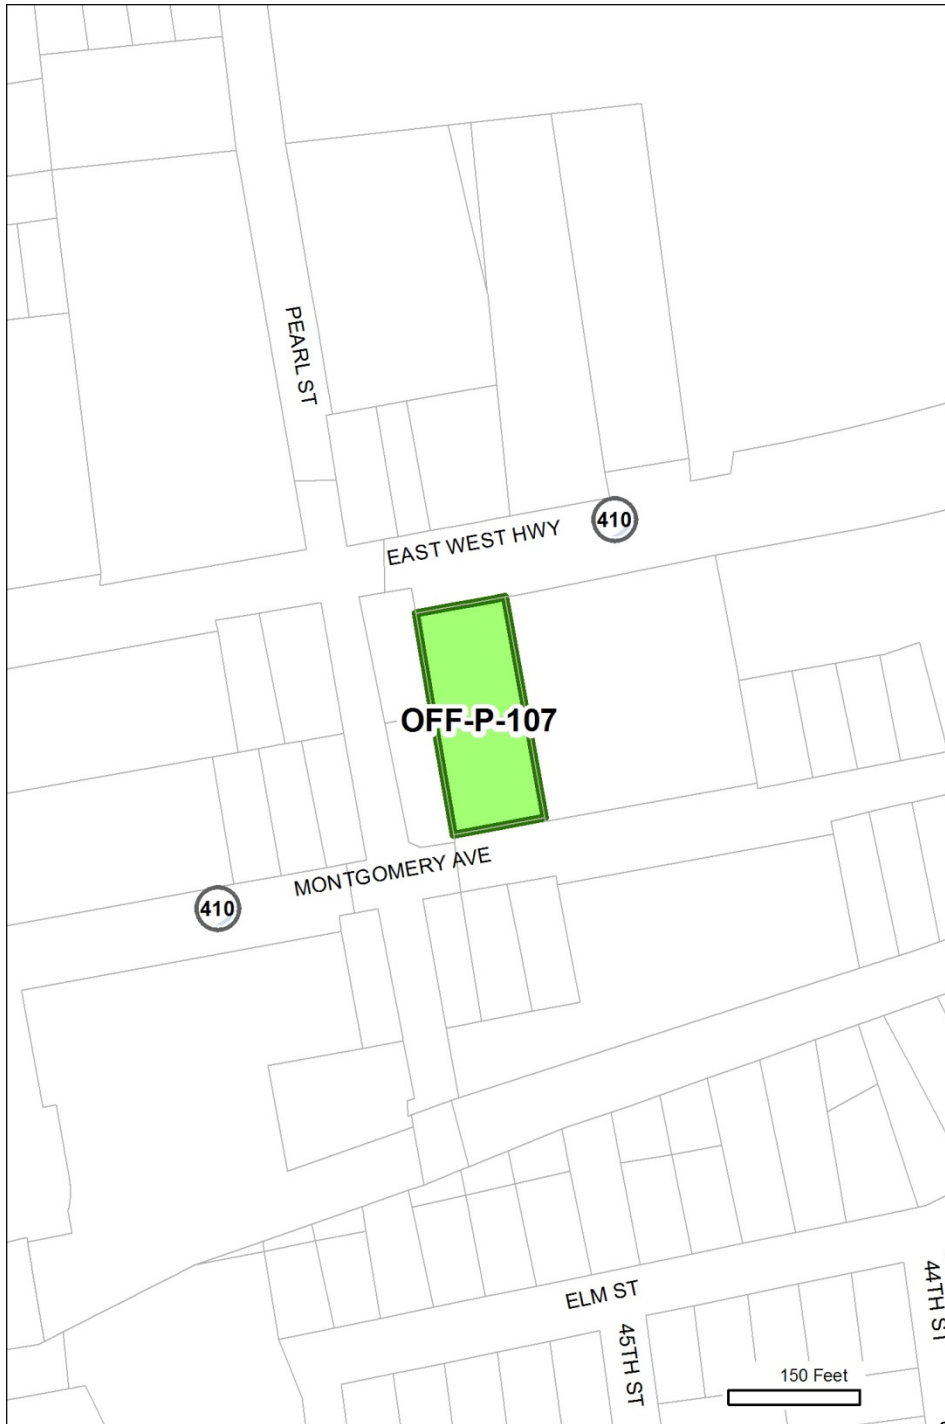 PEARL ST
410
EAST WEST HWY
OFF-P-107
MONTGOMERY AVE
410
ELM ST
44TH ST
45TH ST
150 Feet